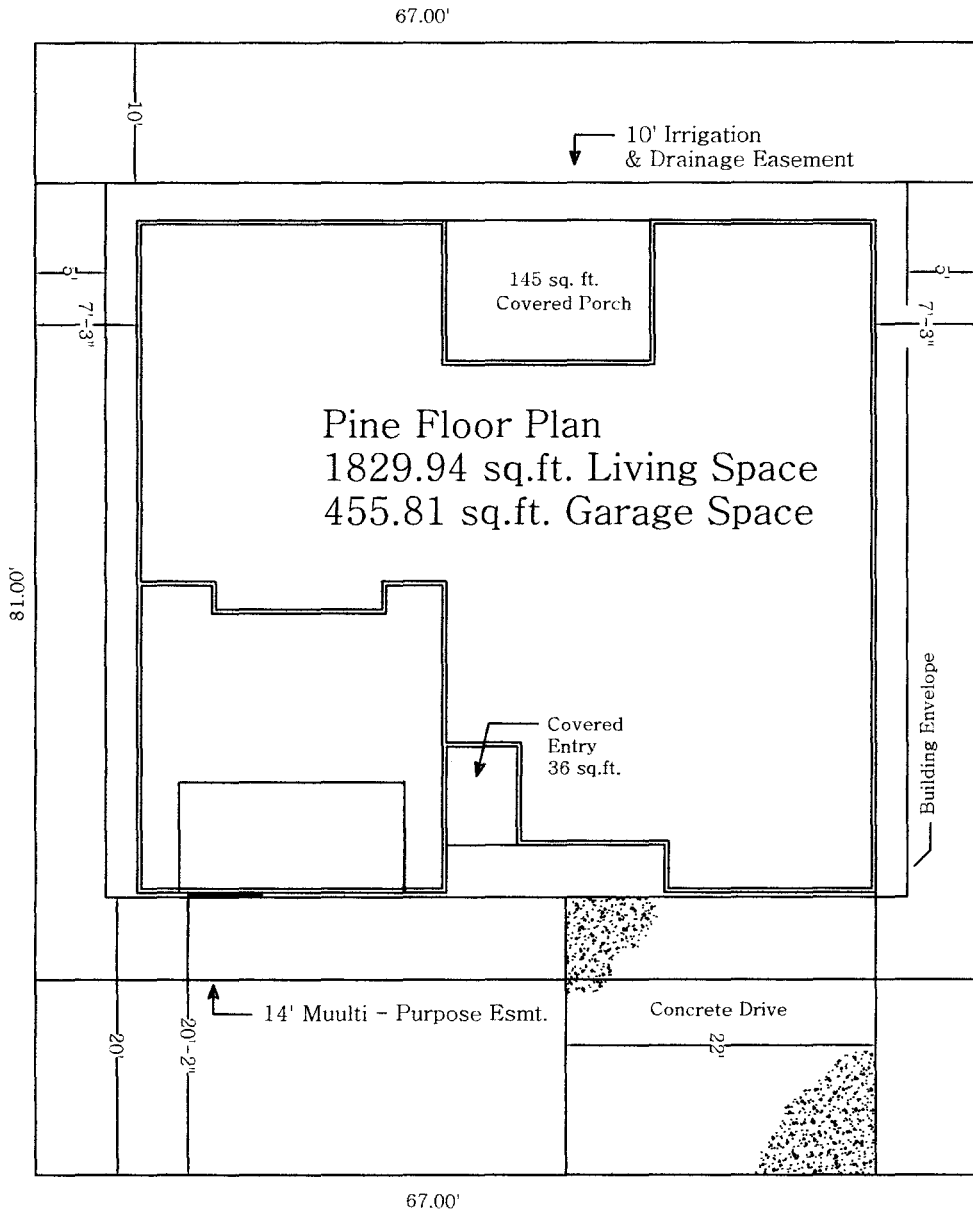 67.00'
10'
10' Irrigation
& Drainage Easement
5'
7'-3"
145 sq. ft.
Covered Porch
5'
7'-3"
Pine Floor Plan
1829.94 sq.ft. Living Space
455.81 sq.ft. Garage Space
81.00'
Covered
Entry
36 sq.ft.
Building Envelope
14' Muulti - Purpose Esmt.
Concrete Drive
20'
20'-2"
22'
67.00'